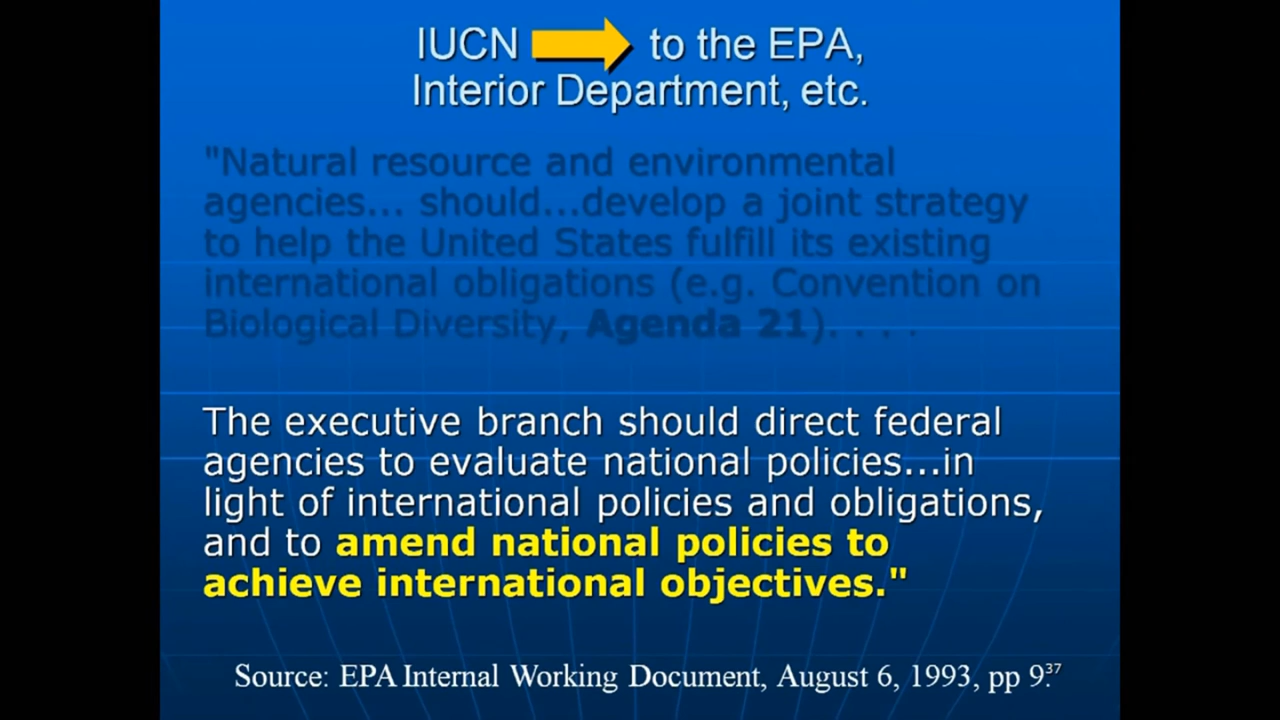 IUCN to the EPA,
Interior Department, etc.
"Natural resource and environmental
agencies... should...develop a joint strategy
to help the United States fulfill its existing
international obligations (e.g. Convention on
Biological Diversity, Agenda 21). . . .
The executive branch should direct federal
agencies to evaluate national policies...in
light of international policies and obligations,
and to amend national policies to
achieve international objectives."
Source: EPA Internal Working Document, August 6, 1993, pp 9.37